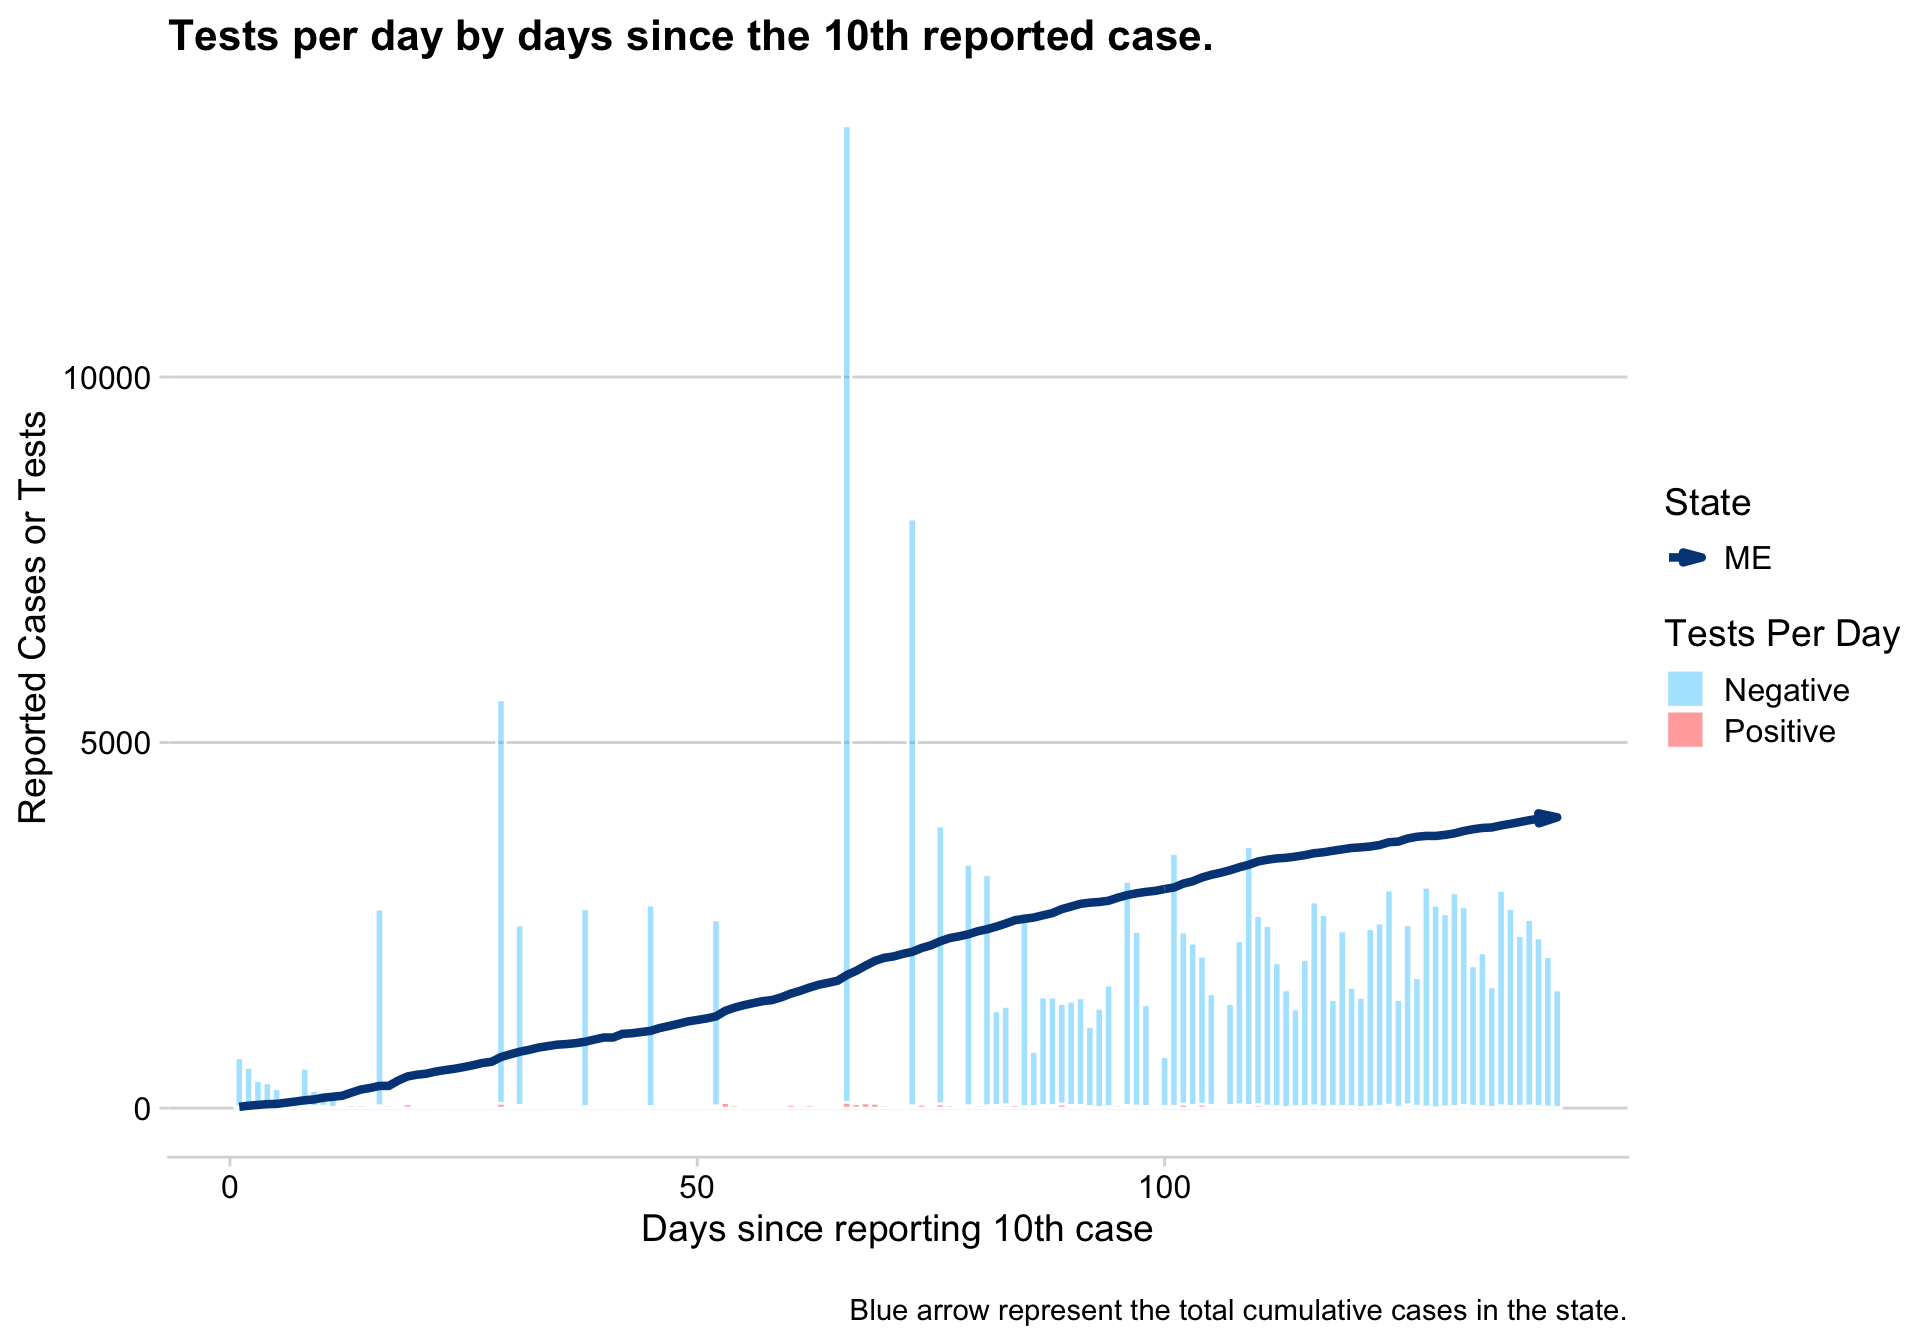 Tests per day by days since the 10th reported case.
Reported Cases or Tests
10000
5000
0
0
50
100
Days since reporting 10th case
State
ME
Tests Per Day
Negative
Positive
Blue arrow represent the total cumulative cases in the state.